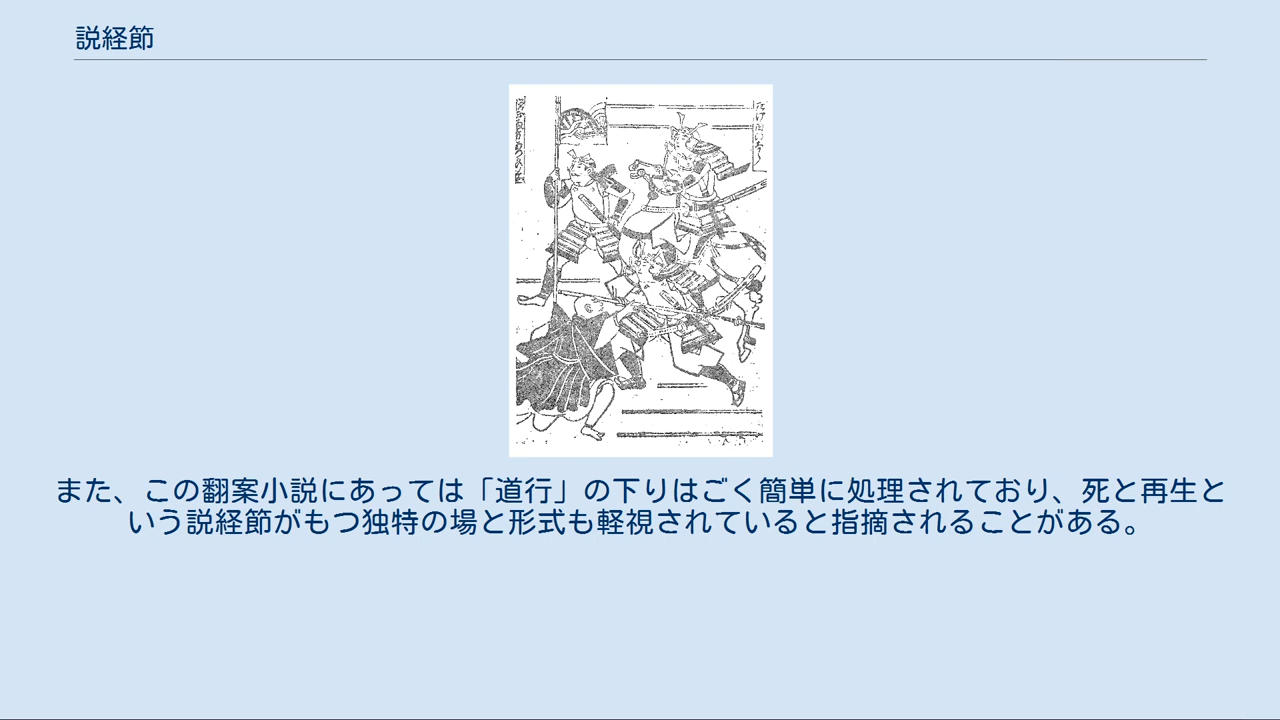 説経節
また、この翻案小説にあっては「道行」の下りはごく簡単に処理されており、死と再生と
いう説経節がもつ独特の場と形式も軽視されていると指摘されることがある。